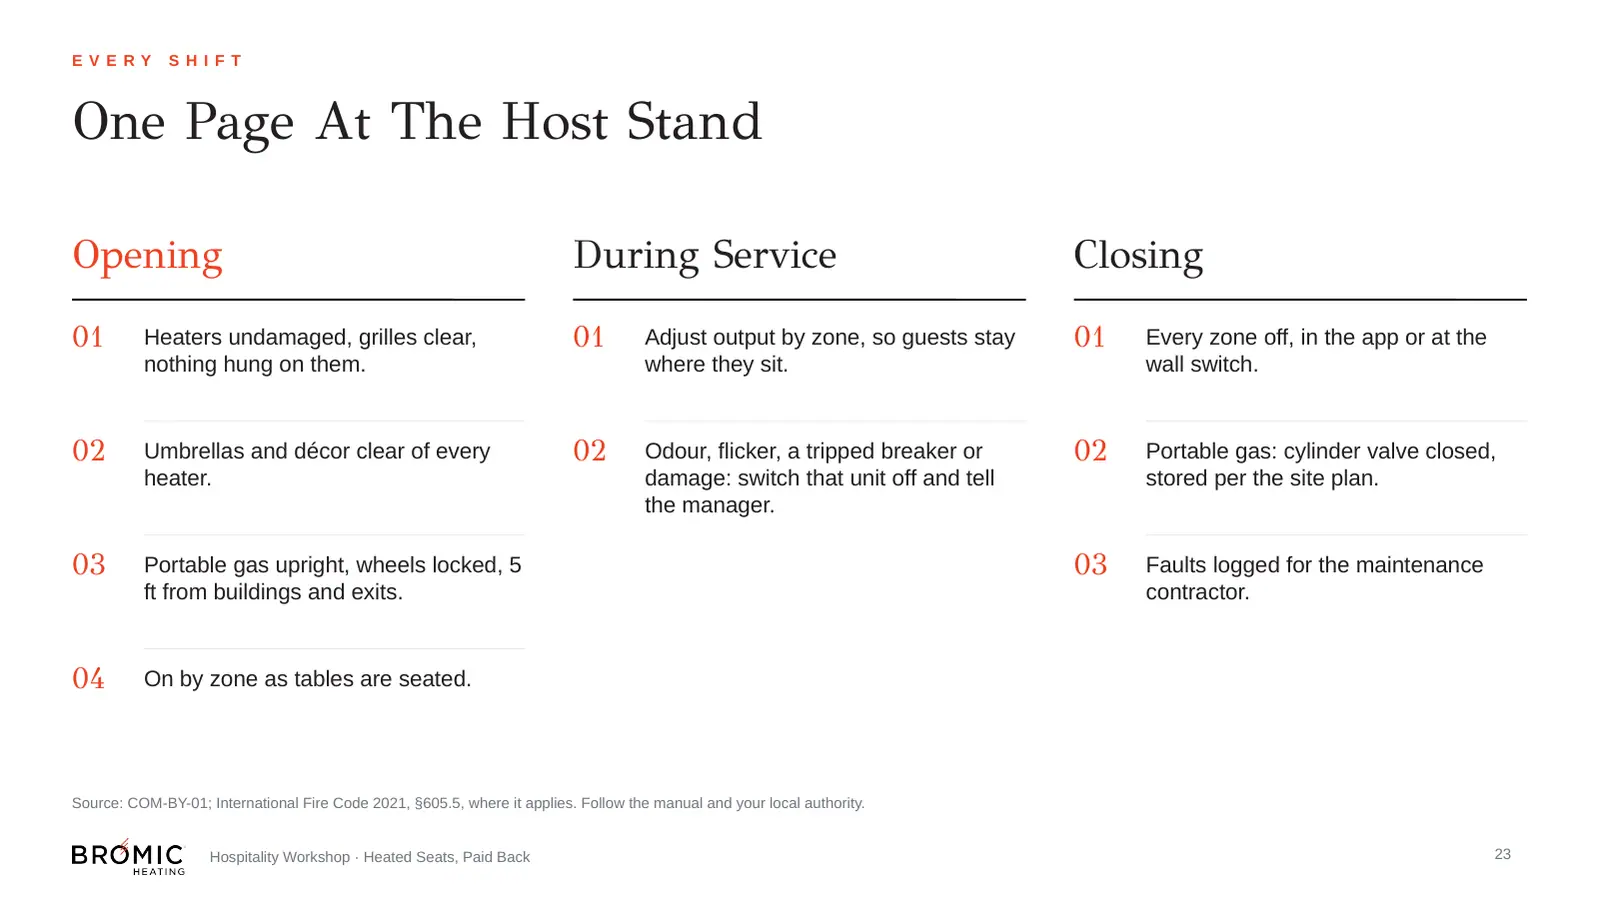 EVERY SHIFT
One Page At The Host Stand
Opening
01
Heaters undamaged, grilles clear,
nothing hung on them.
02
Umbrellas and décor clear of every
heater.
03
Portable gas upright, wheels locked, 5
ft from buildings and exits.
04
On by zone as tables are seated.
During Service
01
Adjust output by zone, so guests stay
where they sit.
02
Odour, flicker, a tripped breaker or
damage: switch that unit off and tell
the manager.
Closing
01
Every zone off, in the app or at the
wall switch.
02
Portable gas: cylinder valve closed,
stored per the site plan.
03
Faults logged for the maintenance
contractor.
Source: COM-BY-01; International Fire Code 2021, §605.5, where it applies. Follow the manual and your local authority.
BROMIC
HEATING
Hospitality Workshop · Heated Seats, Paid Back
23